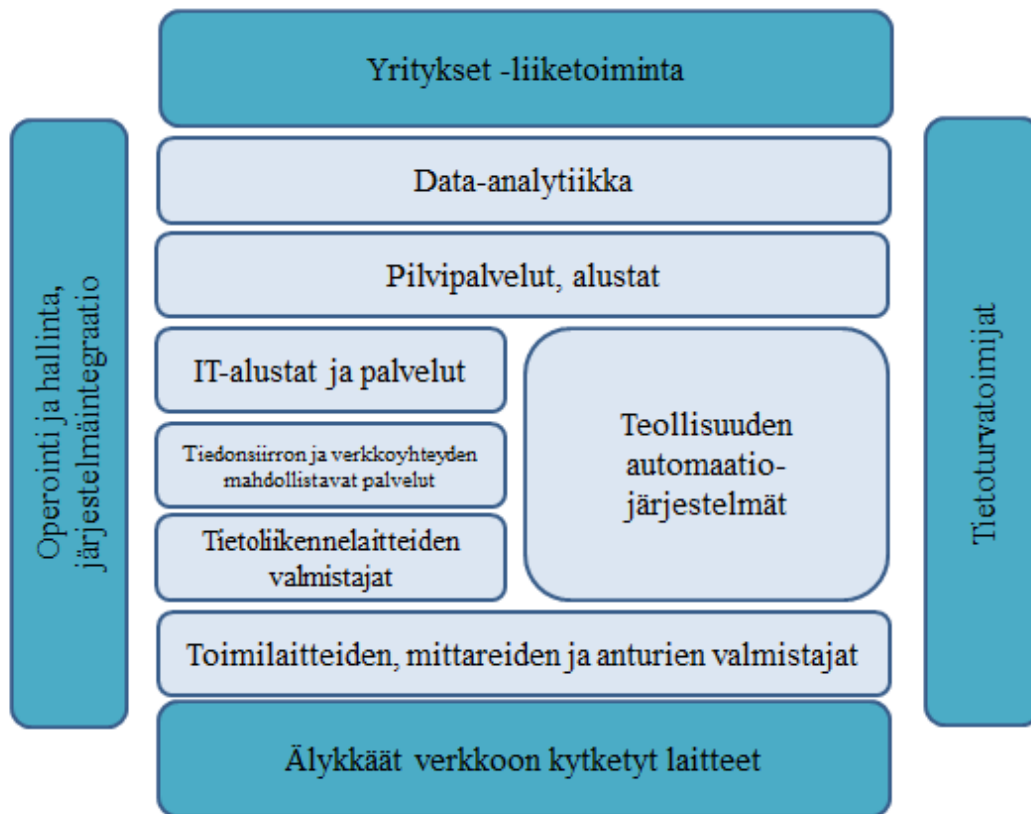 Yritykset -liiketoiminta
Operointi ja hallinta,
järjestelmäintegraatio
Data-analytiikka
Pilvipalvelut, alustat
IT-alustat ja palvelut
Tiedonsiirron ja verkkoyhteyden
mahdollistavat palvelut
Tietoliikennelaitteiden
valmistajat
Teollisuuden
automaatio-
järjestelmät
Toimilaitteiden, mittareiden ja anturien valmistajat
Älykkäät verkkoon kytketyt laitteet
Tietoturvatoimijat